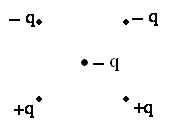 − q − q
− q
+q +q